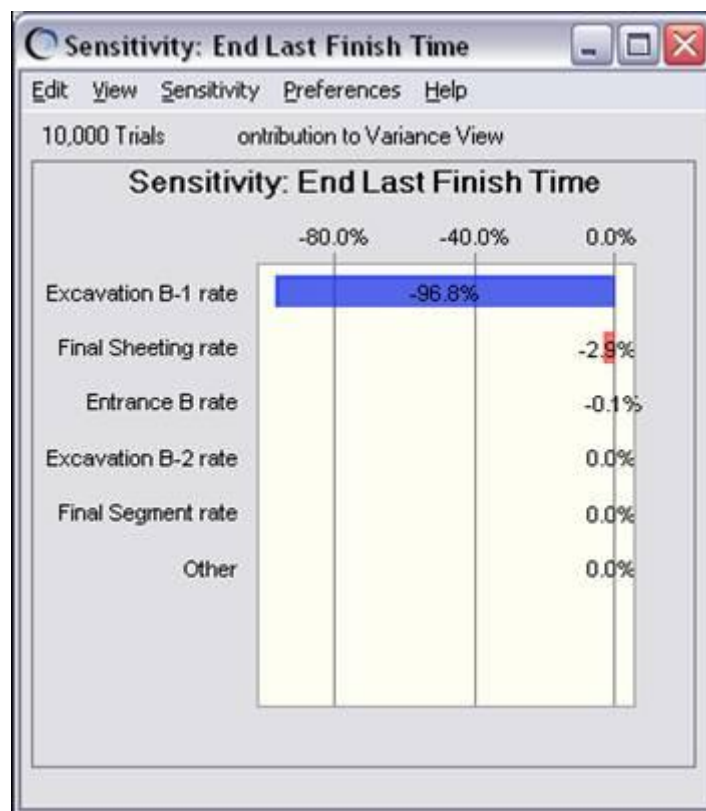 Sensitivity: End Last Finish Time
Edit View Sensitivity Preferences Help
10,000 Trials ontribution to Variance View
Sensitivity: End Last Finish Time
-80.0% -40.0% 0.0%
Excavation B-1 rate -96.8%
Final Sheeting rate -2.9%
Entrance B rate -0.1%
Excavation B-2 rate 0.0%
Final Segment rate 0.0%
Other 0.0%